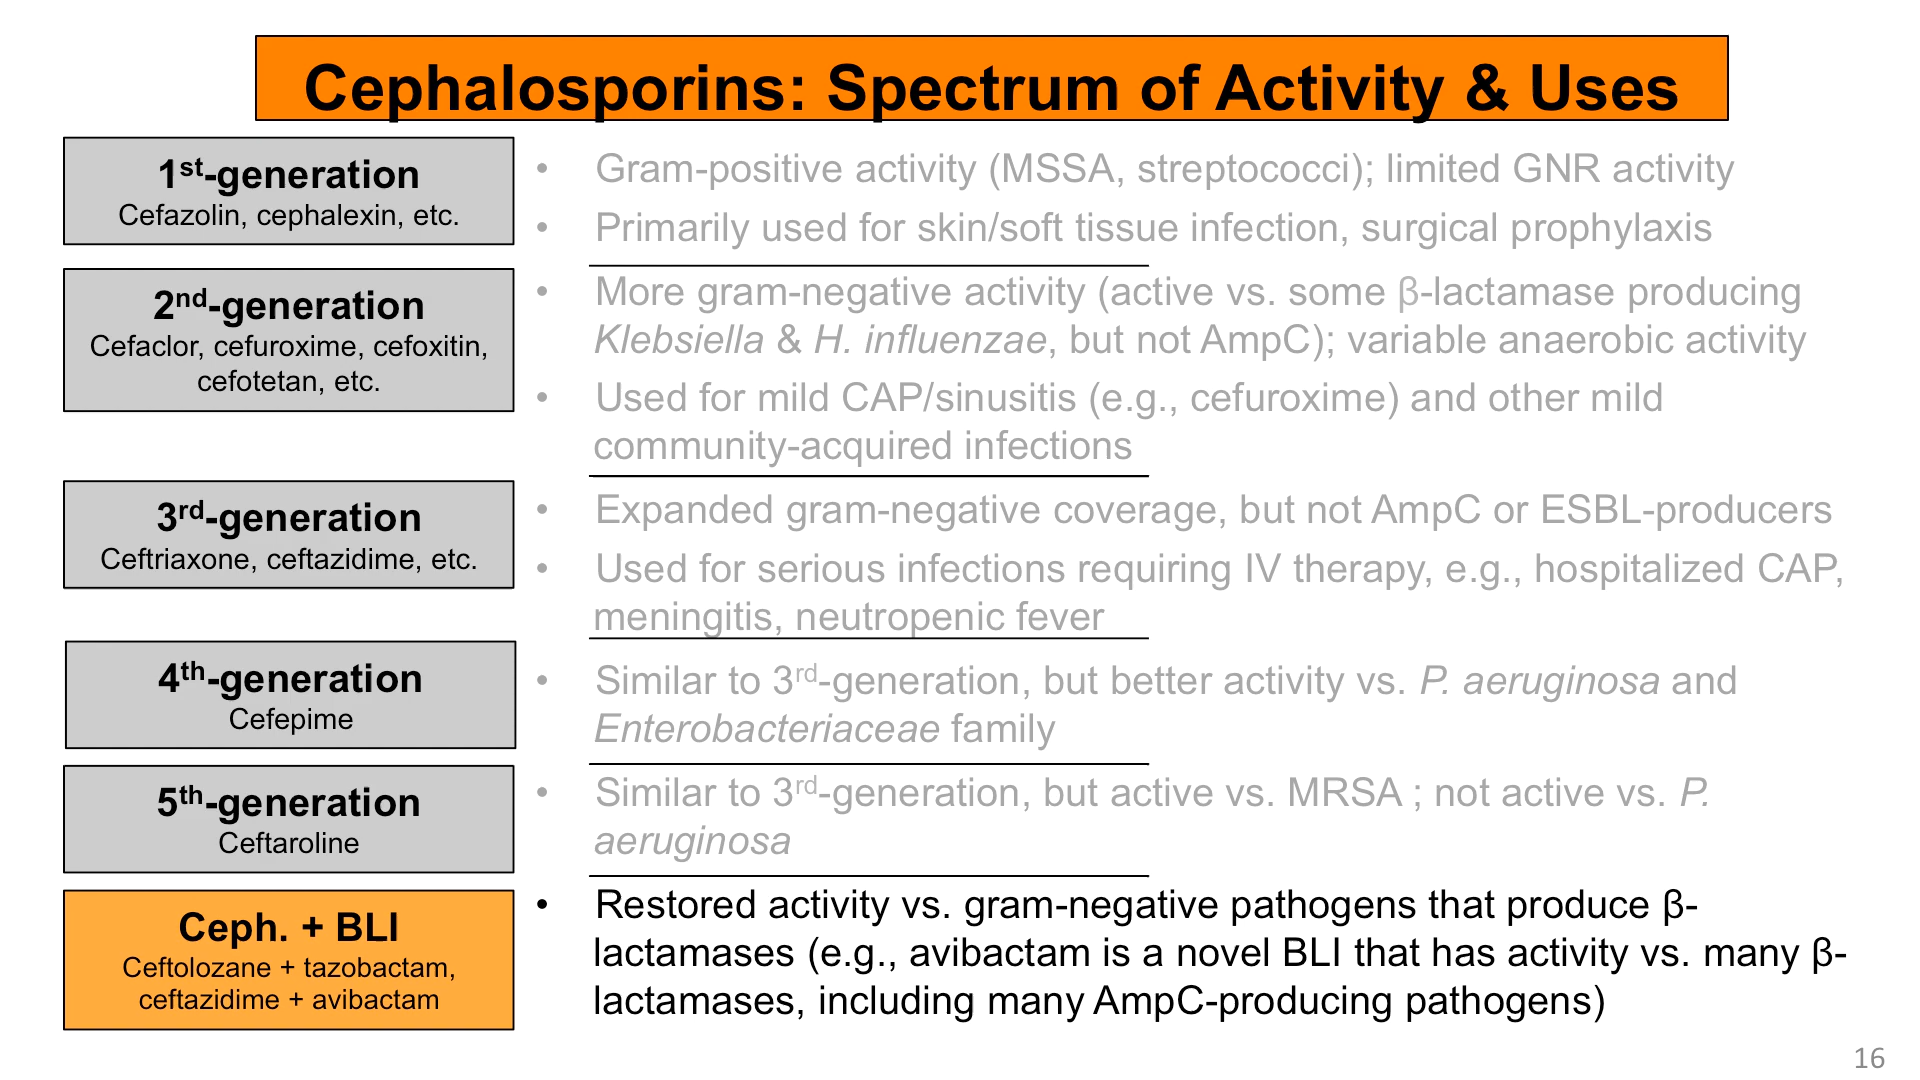 Cephalosporins: Spectrum of Activity & Uses
1st-generation
Cefazolin, cephalexin, etc.
• Gram-positive activity (MSSA, streptococci); limited GNR activity
• Primarily used for skin/soft tissue infection, surgical prophylaxis
2nd-generation
Cefaclor, cefuroxime, cefoxitin,
cefotetan, etc.
• More gram-negative activity (active vs. some β-lactamase producing
Klebsiella & H. influenzae, but not AmpC); variable anaerobic activity
• Used for mild CAP/sinusitis (e.g., cefuroxime) and other mild
community-acquired infections
3rd-generation
Ceftriaxone, ceftazidime, etc.
• Expanded gram-negative coverage, but not AmpC or ESBL-producers
• Used for serious infections requiring IV therapy, e.g., hospitalized CAP,
meningitis, neutropenic fever
4th-generation
Cefepime
• Similar to 3rd-generation, but better activity vs. P. aeruginosa and
Enterobacteriaceae family
5th-generation
Ceftaroline
• Similar to 3rd-generation, but active vs. MRSA ; not active vs. P.
aeruginosa
Ceph. + BLI
Ceftolozane + tazobactam,
ceftazidime + avibactam
• Restored activity vs. gram-negative pathogens that produce β-
lactamases (e.g., avibactam is a novel BLI that has activity vs. many β-
lactamases, including many AmpC-producing pathogens)
16